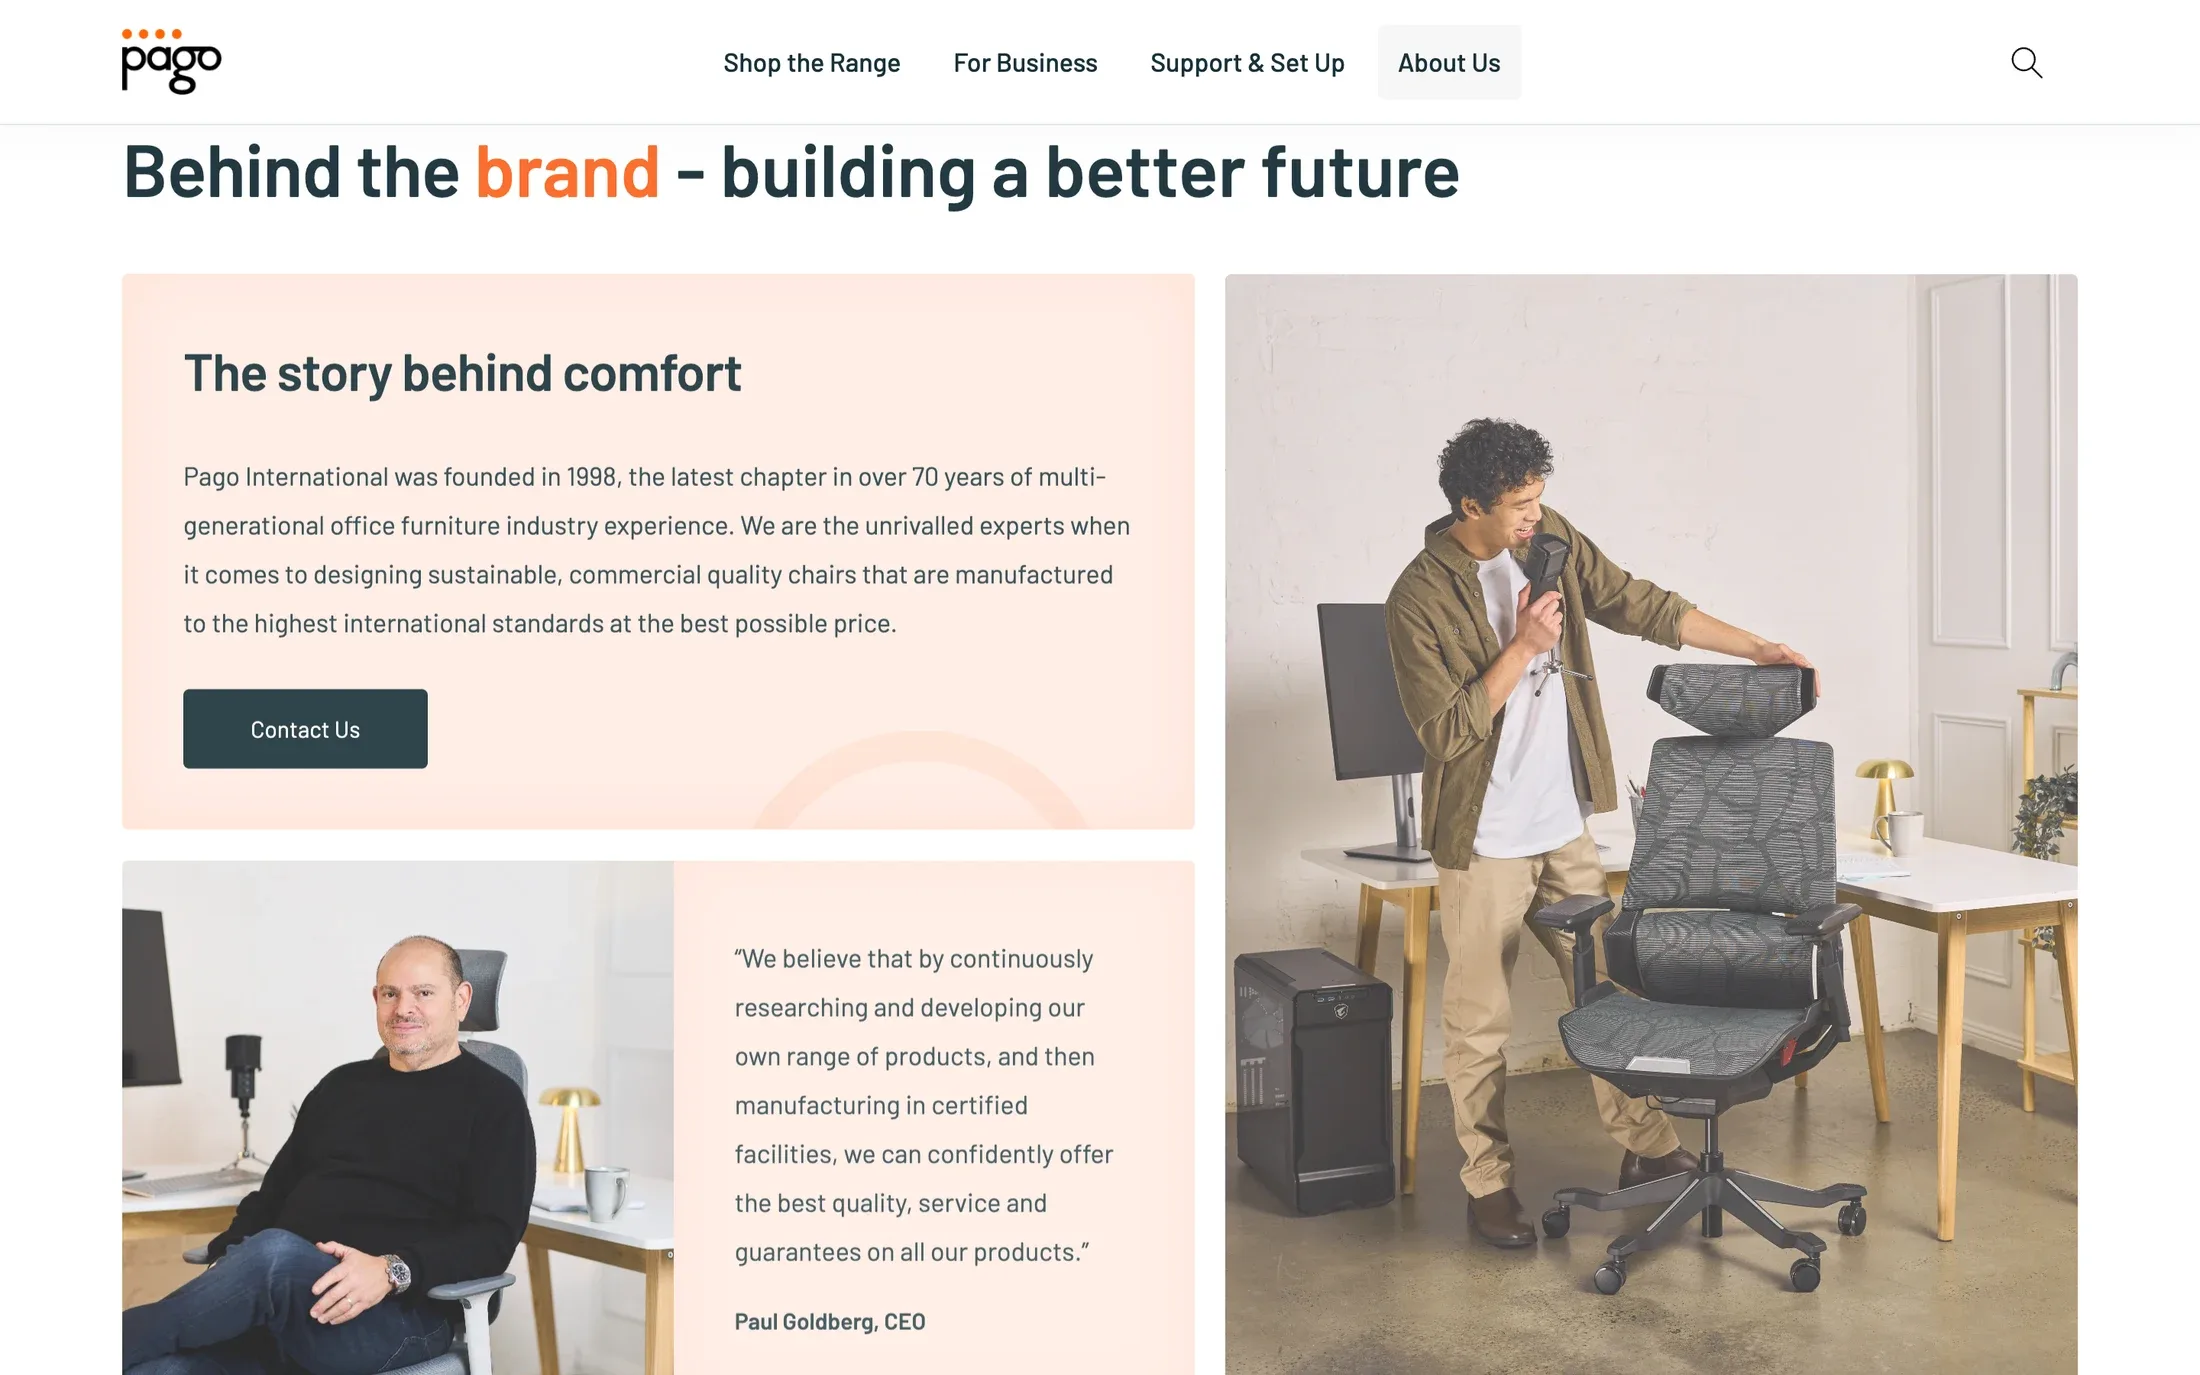 pago
Shop the Range
For Business
Support & Set Up
About Us
Behind the brand - building a better future
The story behind comfort
Pago International was founded in 1998, the latest chapter in over 70 years of multi-
generational office furniture industry experience. We are the unrivalled experts when
it comes to designing sustainable, commercial quality chairs that are manufactured
to the highest international standards at the best possible price.
Contact Us
“We believe that by continuously
researching and developing our
own range of products, and then
manufacturing in certified
facilities, we can confidently offer
the best quality, service and
guarantees on all our products.”
Paul Goldberg, CEO